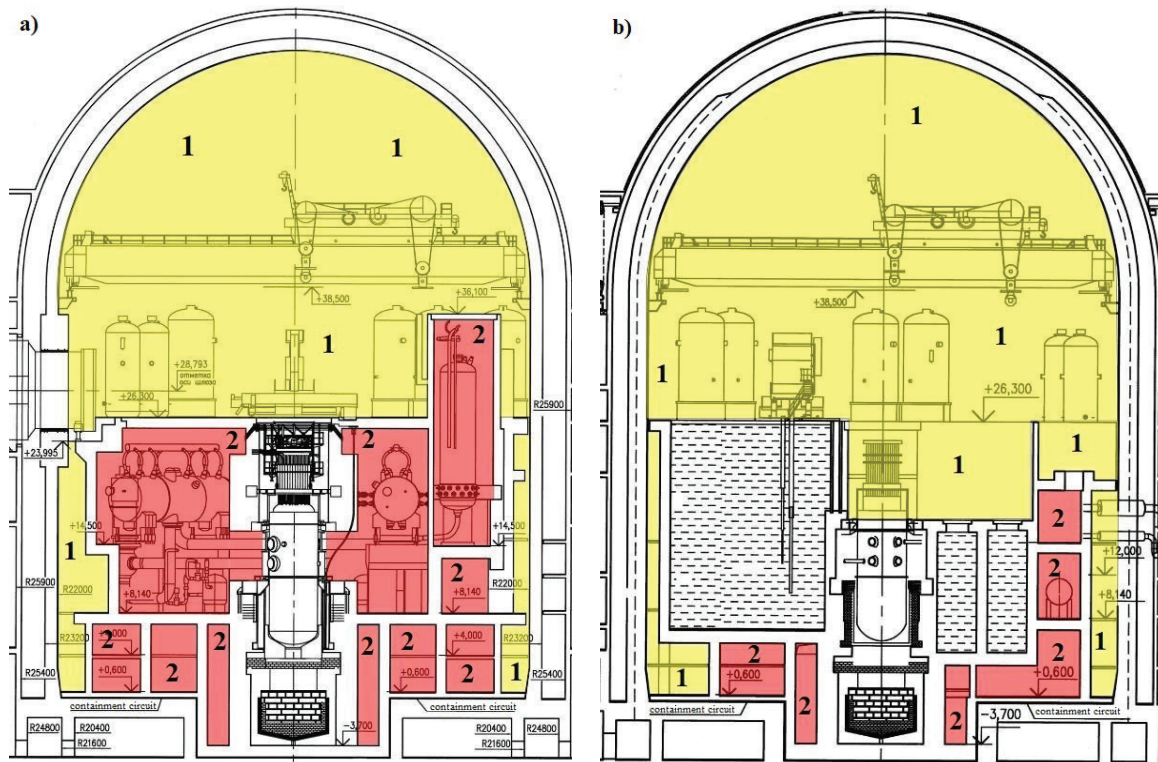 a)
1
1
+38,500
+36,100
2
1
+28,793
+26,300
R25900
2
2
+23,995
+14,500
+14,500
1
2
R25900
R22000
R22000
+8,140
+8,140
2
2
2
2
R23200
+4,000
R23200
2
+0,600
2
+0,600
2
1
R25400
R25400
containment circuit
containment circuit
-3,700
R24800
R20400
R20400
R24800
R21600
R21600
b)
1
+38,500
1
1
+26,300
1
1
2
+12,000
2
+8,140
2
1
2
+0,600
1
+0,600
2
2
-3,700
containment circuit
containment circuit